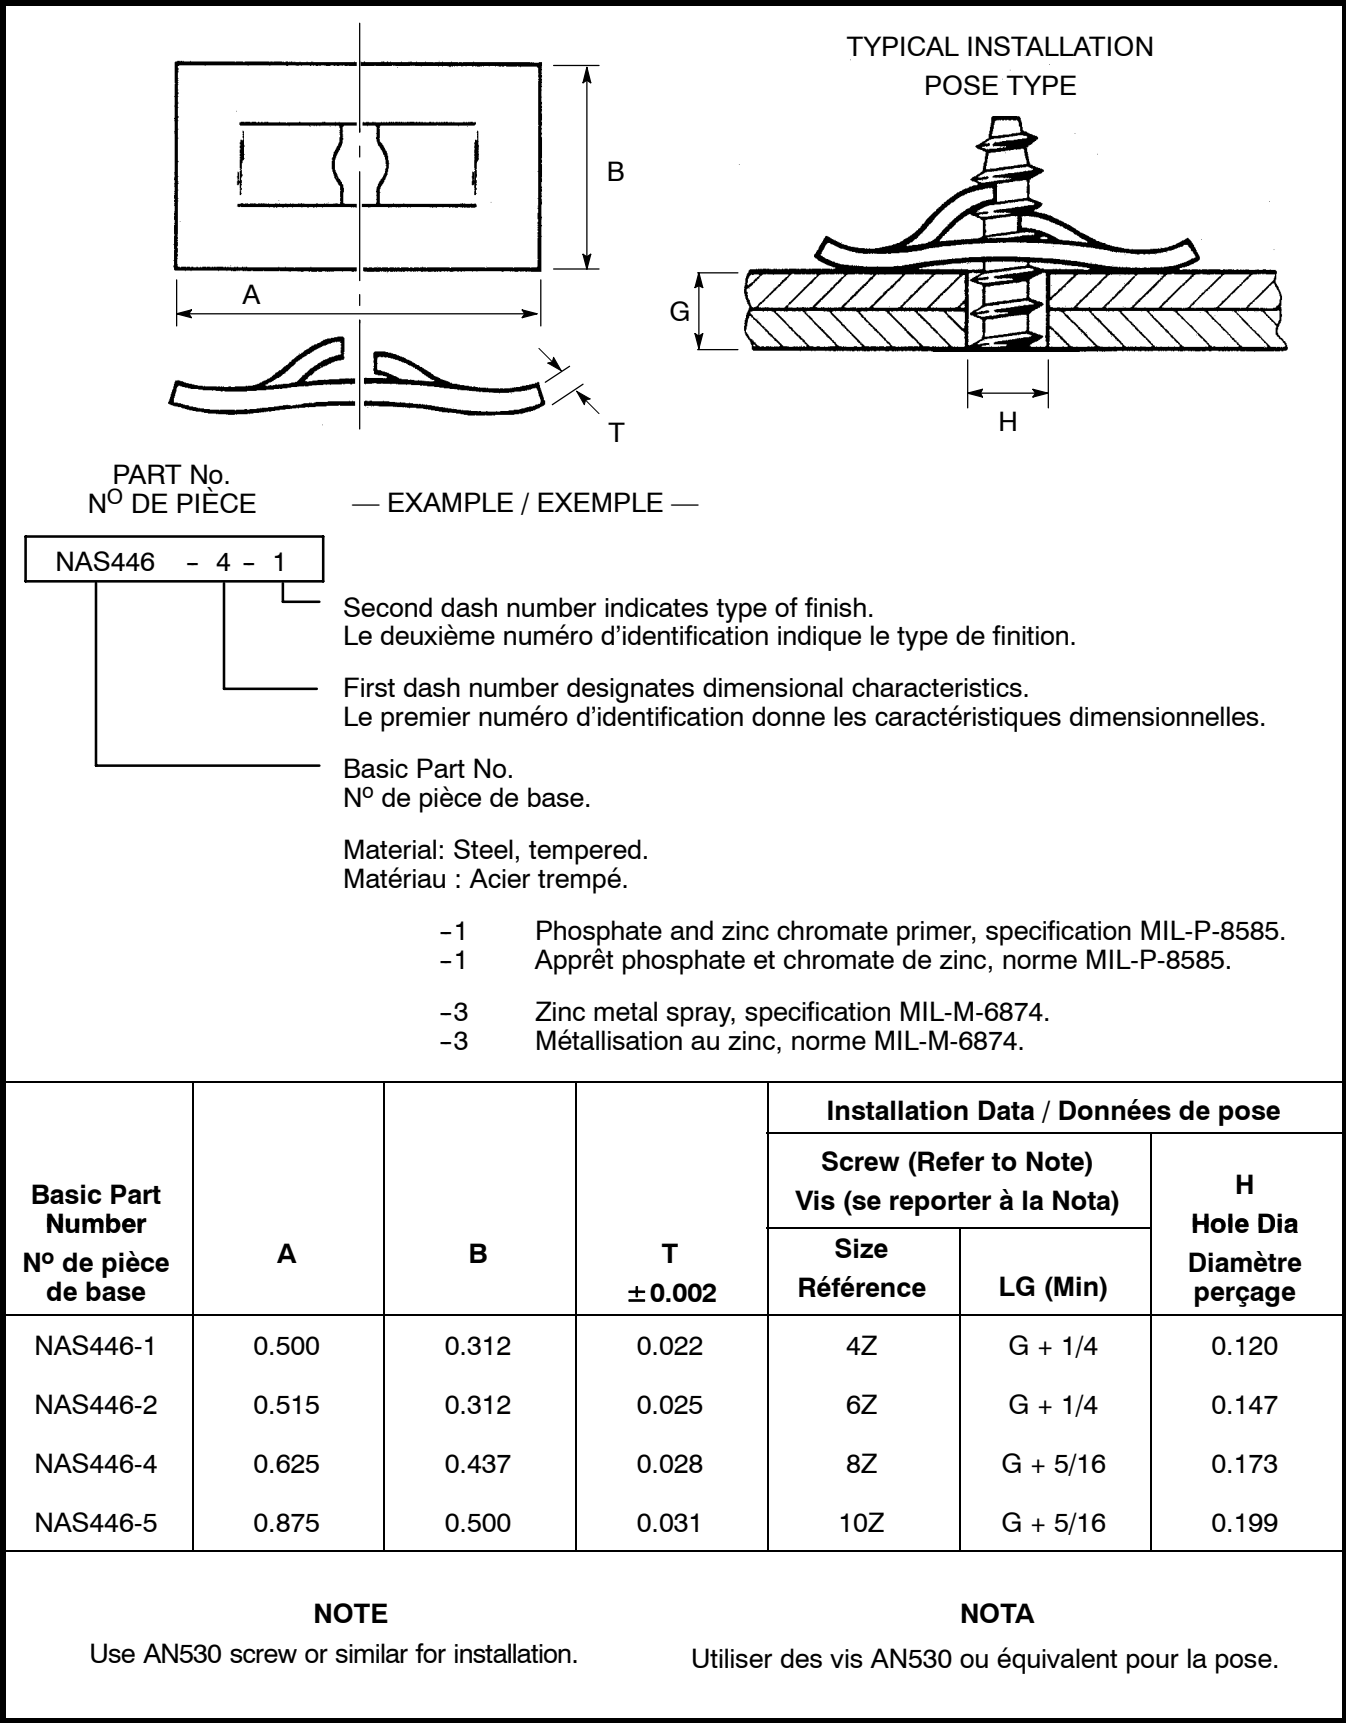 TYPICAL INSTALLATION
POSE TYPE
B
A
T
G
H
PART No.
NO DE PIÈCE
— EXAMPLE / EXEMPLE —
NAS446 - 4 - 1
Second dash number indicates type of finish.
Le deuxième numéro d’identification indique le type de finition.
First dash number designates dimensional characteristics.
Le premier numéro d’identification donne les caractéristiques dimensionnelles.
Basic Part No.
Nº de pièce de base.
Material: Steel, tempered.
Matériau : Acier trempé.
-1 Phosphate and zinc chromate primer, specification MIL-P-8585.
-1 Apprêt phosphate et chromate de zinc, norme MIL-P-8585.
-3 Zinc metal spray, specification MIL-M-6874.
-3 Métallisation au zinc, norme MIL-M-6874.
Installation Data / Données de pose
Screw (Refer to Note)
Vis (se reporter à la Nota)
Basic Part
Number
Nº de pièce
de base
A
B
T
±0.002
Size
Référence
LG (Min)
H
Hole Dia
Diamètre
perçage
NAS446-1 0.500 0.312 0.022 4Z G + 1/4 0.120
NAS446-2 0.515 0.312 0.025 6Z G + 1/4 0.147
NAS446-4 0.625 0.437 0.028 8Z G + 5/16 0.173
NAS446-5 0.875 0.500 0.031 10Z G + 5/16 0.199
NOTE
Use AN530 screw or similar for installation.
NOTA
Utiliser des vis AN530 ou équivalent pour la pose.